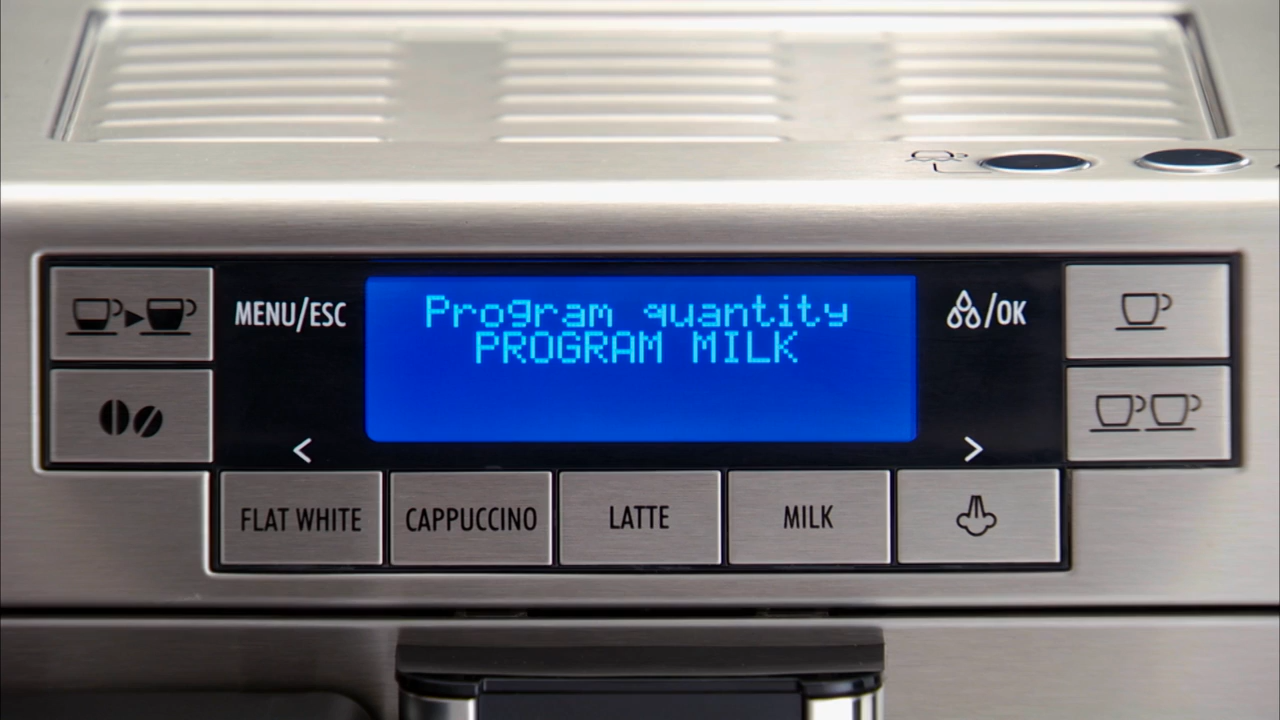 MENU/ESC
Program quantity
PROGRAM MILK
/OK
<
>
FLAT WHITE
CAPPUCCINO
LATTE
MILK